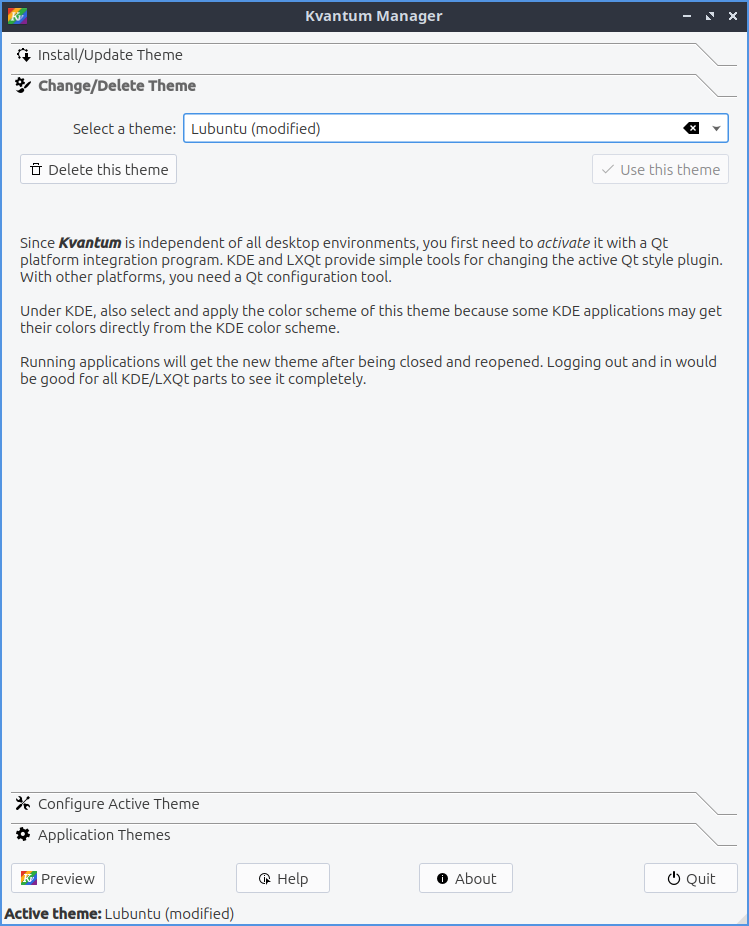 Kvantum Manager
Install/Update Theme
Change/Delete Theme
Select a theme: Lubuntu (modified)
Delete this theme
Use this theme
Since Kvantum is independent of all desktop environments, you first need to activate it with a Qt
platform integration program. KDE and LXQt provide simple tools for changing the active Qt style plugin.
With other platforms, you need a Qt configuration tool.
Under KDE, also select and apply the color scheme of this theme because some KDE applications may get
their colors directly from the KDE color scheme.
Running applications will get the new theme after being closed and reopened. Logging out and in would
be good for all KDE/LXQt parts to see it completely.
Configure Active Theme
Application Themes
Preview
Help
About
Quit
Active theme: Lubuntu (modified)